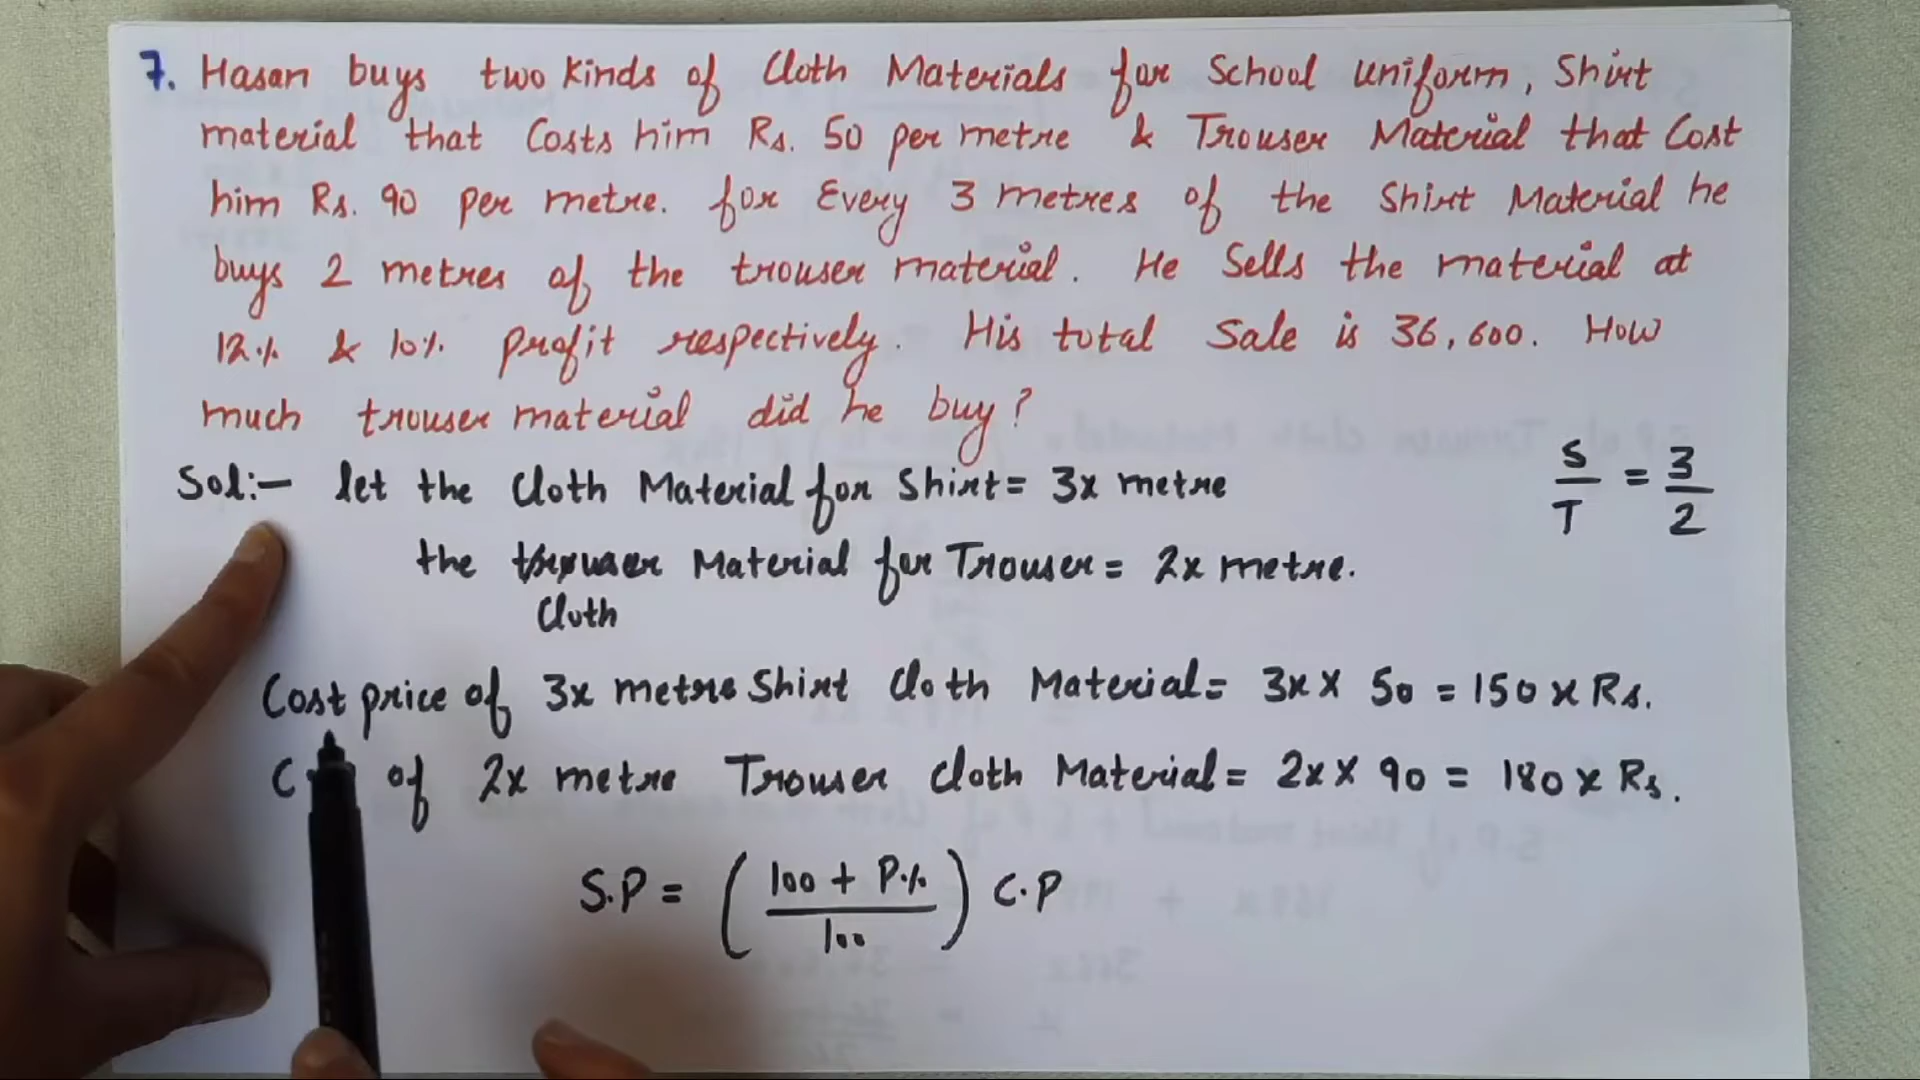 7. Hasan buys two kinds of Cloth Materials for School uniform, Shirt
material that Costs him Rs. 50 per metre & Trouser Material that Cost
him Rs. 90 per metre. for Every 3 metres of the Shirt Material he
buys 2 metres of the trouser material. He Sells the material at
12% & 10% profit respectively. His total Sale is 36,600. How
much trouser material did he buy?
Sol:- let the Cloth Material for Shirt = 3x metre
S/T = 3/2
the Material for Trouser = 2x metre.
Cloth
Cost price of 3x metre Shirt Cloth Material = 3x X 50 = 150x Rs.
C of 2x metre Trouser Cloth Material = 2x X 90 = 180x Rs.
S.P = (100 + P% / 100) C.P